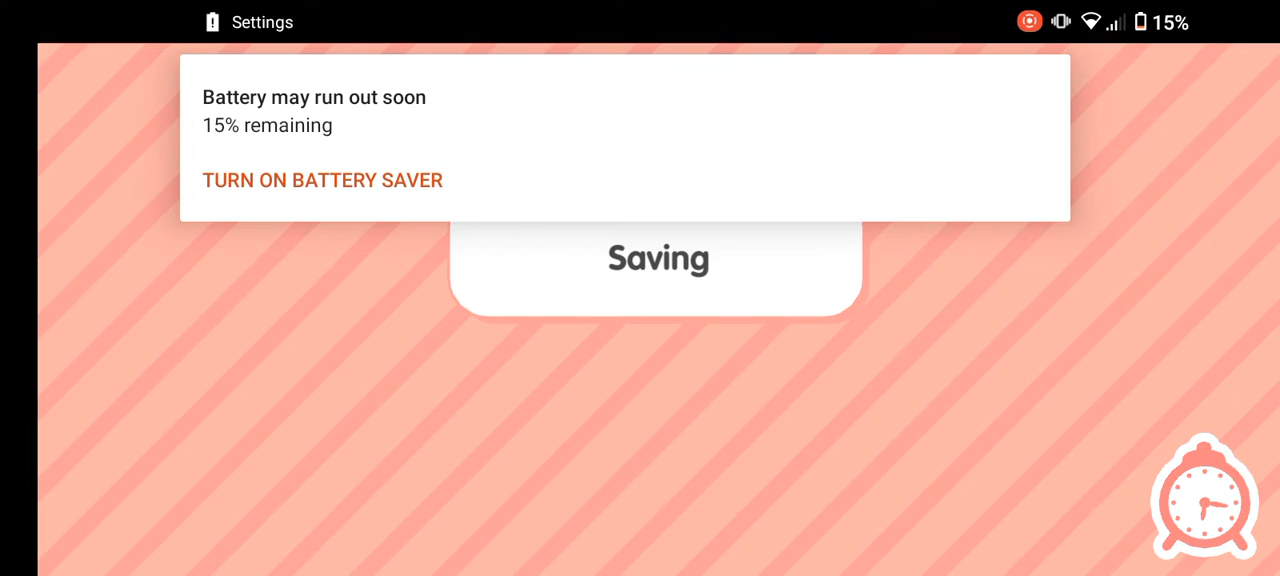 Settings
15%
Battery may run out soon
15% remaining
TURN ON BATTERY SAVER
Saving